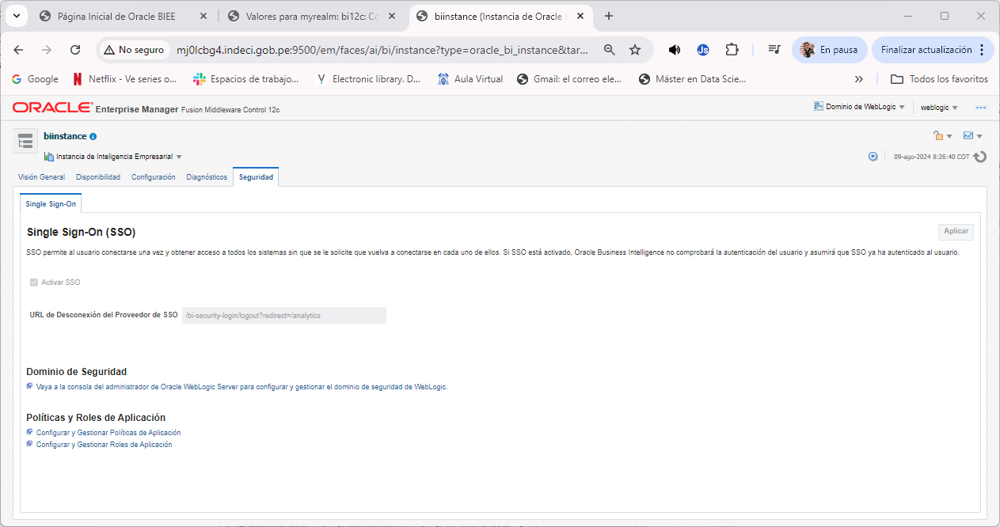 Página Inicial de Oracle BIEE
Valores para myrealm: bi12c: Co
biinstance (Instancia de Oracle B
No seguro
mj0lcbg4.indeci.gob.pe:9500/em/faces/ai/bi/instance?type=oracle_bi_instance&tar...
Js
En pausa
Finalizar actualización
Google
Netflix - Ve series o...
Espacios de trabajo...
Electronic library. D...
Aula Virtual
Gmail: el correo ele...
Máster en Data Scie...
Todos los favoritos
ORACLE Enterprise Manager Fusion Middleware Control 12c
Dominio de WebLogic
weblogic
biinstance
Instancia de Inteligencia Empresarial
09-ago-2024 8:26:40 COT
Visión General Disponibilidad Configuración Diagnósticos Seguridad
Single Sign-On
Single Sign-On (SSO)
Aplicar
SSO permite al usuario conectarse una vez y obtener acceso a todos los sistemas sin que se le solicite que vuelva a conectarse en cada uno de ellos. Si SSO está activado, Oracle Business Intelligence no comprobará la autenticación del usuario y asumirá que SSO ya ha autenticado al usuario.
Activar SSO
URL de Desconexión del Proveedor de SSO /bi-security-login/logout?redirect=/analytics
Dominio de Seguridad
Vaya a la consola del administrador de Oracle WebLogic Server para configurar y gestionar el dominio de seguridad de WebLogic.
Políticas y Roles de Aplicación
Configurar y Gestionar Políticas de Aplicación
Configurar y Gestionar Roles de Aplicación